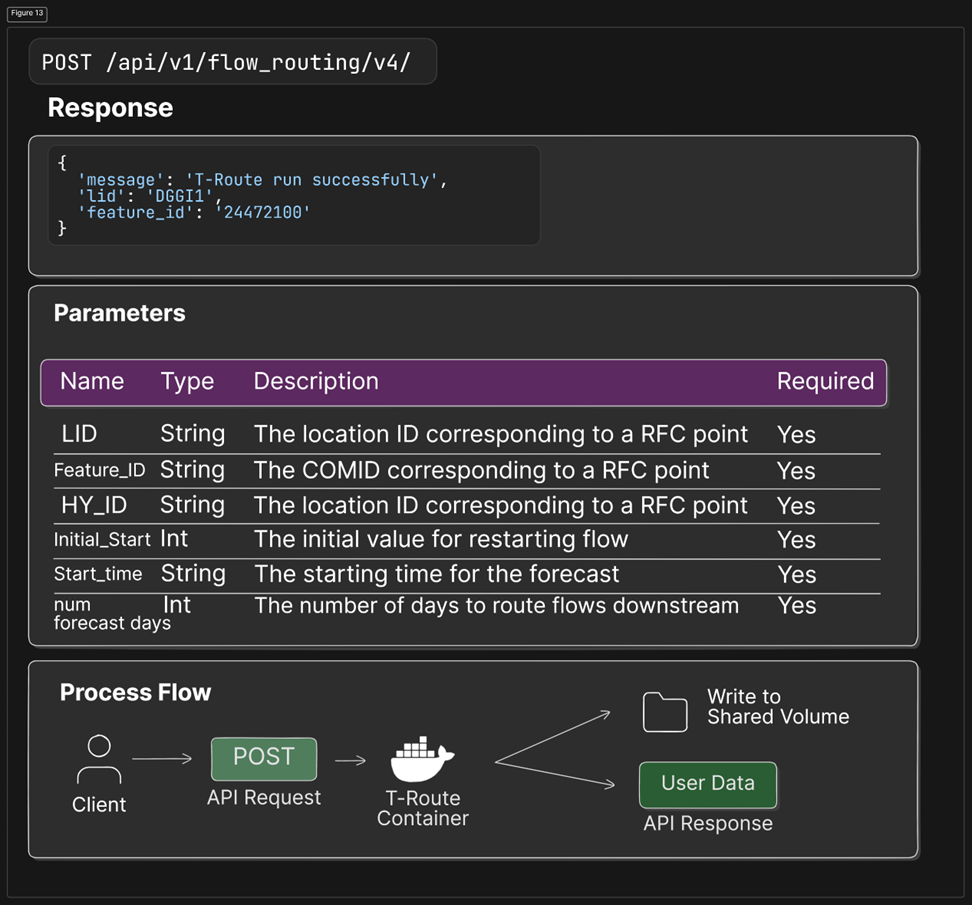 Figure 13
POST /api/v1/flow_routing/v4/
Response
{
'message': 'T-Route run successfully',
'lid': 'DGGI1',
'feature_id': '24472100'
}
Parameters
Name Type Description Required
LID String The location ID corresponding to a RFC point Yes
Feature_ID String The COMID corresponding to a RFC point Yes
HY_ID String The location ID corresponding to a RFC point Yes
Initial_Start Int The initial value for restarting flow Yes
Start_time String The starting time for the forecast Yes
num Int The number of days to route flows downstream Yes
forecast days
Process Flow
Write to
Shared Volume
POST
User Data
Client
API Request
T-Route
Container
API Response